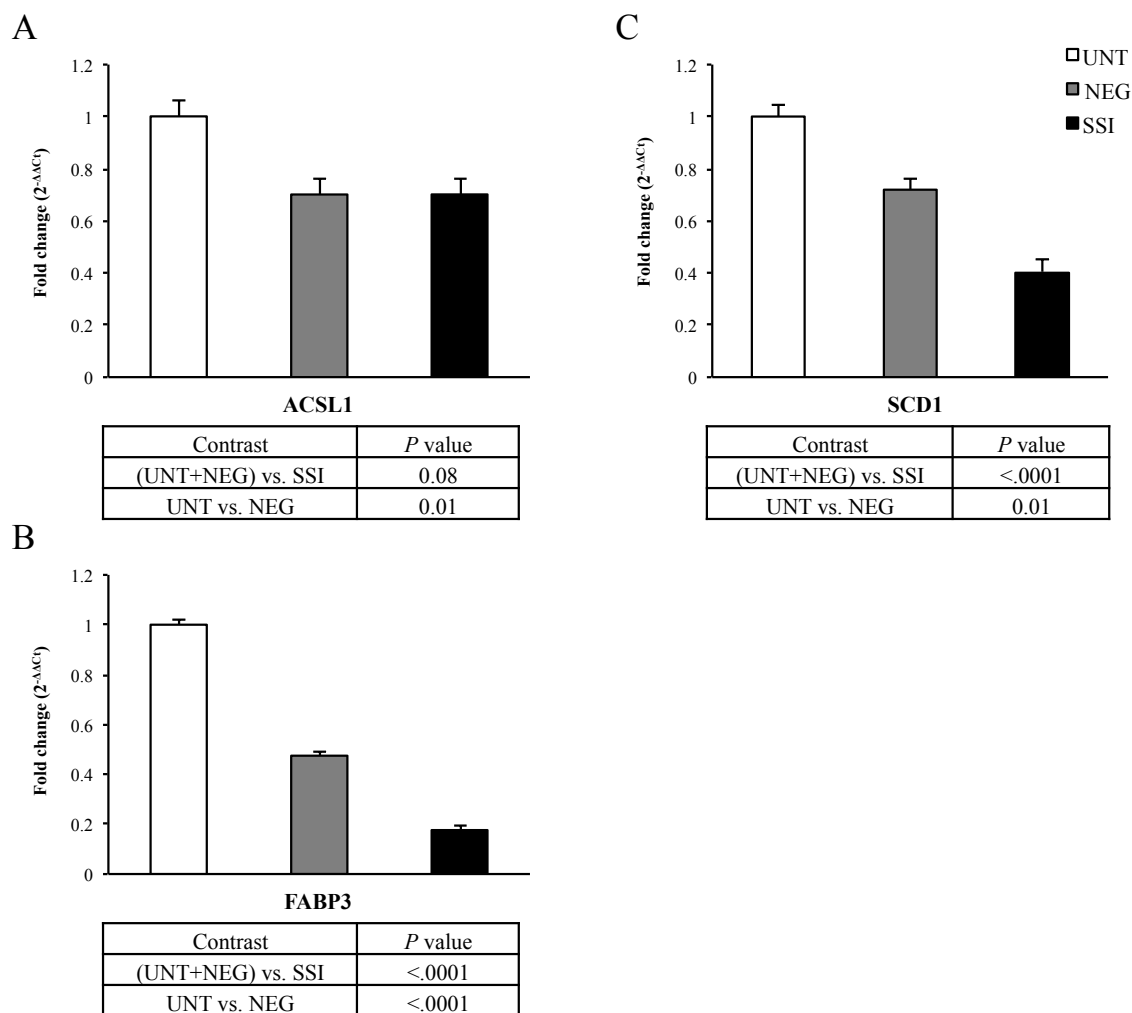 A
1.2
1
0.8
0.6
0.4
0.2
0
Fold change (2-ΔΔCt)
ACSL1
Contrast P value
(UNT+NEG) vs. SSI 0.08
UNT vs. NEG 0.01
B
1.2
1
0.8
0.6
0.4
0.2
0
Fold change (2-ΔΔCt)
FABP3
Contrast P value
(UNT+NEG) vs. SSI <.0001
UNT vs. NEG <.0001
C
UNT
NEG
SSI
1.2
1
0.8
0.6
0.4
0.2
0
Fold change (2-ΔΔCt)
SCD1
Contrast P value
(UNT+NEG) vs. SSI <.0001
UNT vs. NEG 0.01